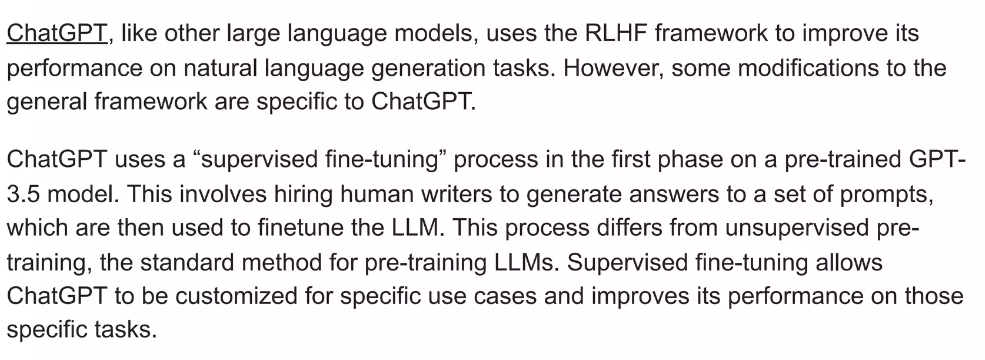 ChatGPT, like other large language models, uses the RLHF framework to improve its
performance on natural language generation tasks. However, some modifications to the
general framework are specific to ChatGPT.
ChatGPT uses a “supervised fine-tuning” process in the first phase on a pre-trained GPT-
3.5 model. This involves hiring human writers to generate answers to a set of prompts,
which are then used to finetune the LLM. This process differs from unsupervised pre-
training, the standard method for pre-training LLMs. Supervised fine-tuning allows
ChatGPT to be customized for specific use cases and improves its performance on those
specific tasks.